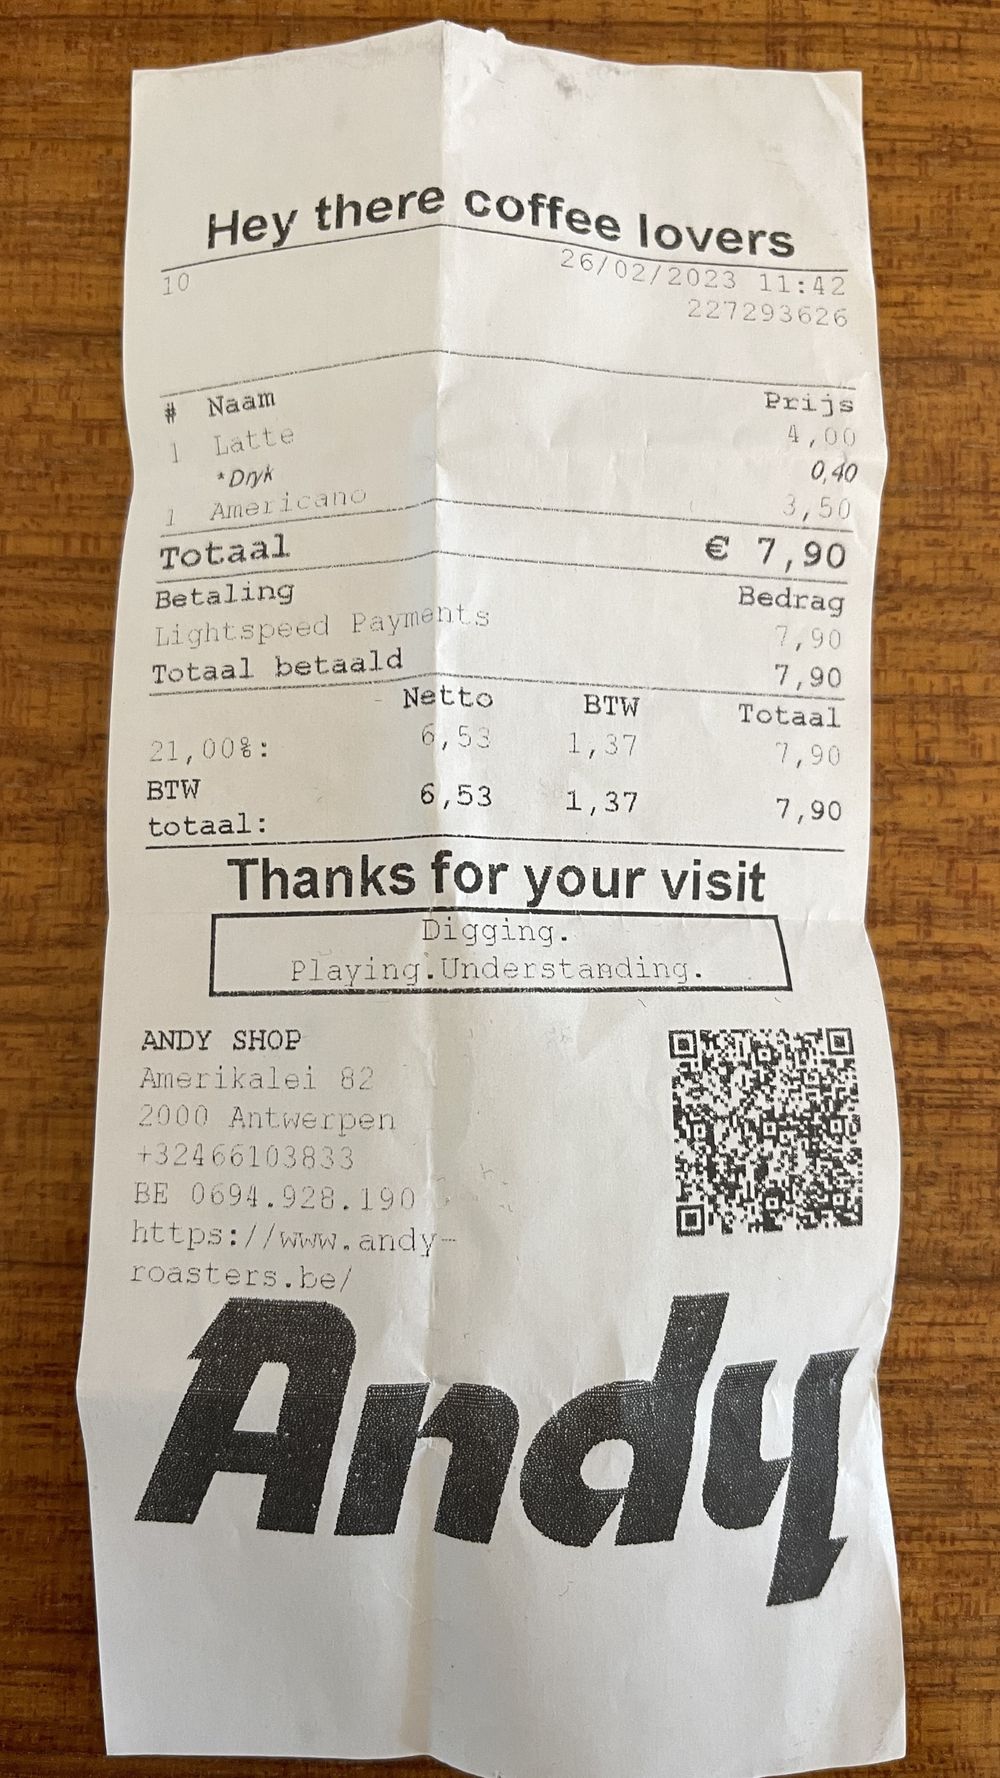 Hey there coffee lovers
10 26/02/2023 11:42
227293626
# Naam Prijs
1 Latte 4,00
*Dryk 0,40
1 Americano 3,50
Totaal € 7,90
Betaling Bedrag
Lightspeed Payments 7,90
Totaal betaald 7,90
Netto BTW Totaal
21,00%: 6,53 1,37 7,90
BTW 6,53 1,37 7,90
totaal:
Thanks for your visit
Digging.
Playing.Understanding.
ANDY SHOP
Amerikalei 82
2000 Antwerpen
+32466103833
BE 0694.928.190
https://www.andy-
roasters.be/
Andy